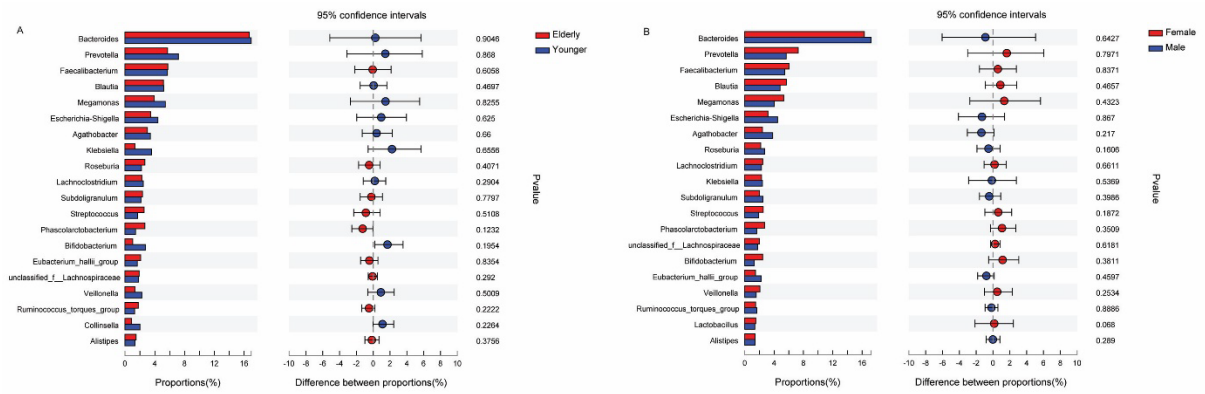 A
95% confidence intervals
Elderly
Younger
Bacteroides 0.9046
Prevotella 0.868
Faecalibacterium 0.6058
Blautia 0.4697
Megamonas 0.8255
Escherichia-Shigella 0.625
Agathobacter 0.66
Klebsiella 0.6556
Roseburia 0.4071
Lachnoclostridium 0.2904
Subdoligranulum 0.7797
Streptococcus 0.5108
Phascolarctobacterium 0.1232
Bifidobacterium 0.1954
Eubacterium_hallii_group 0.8354
unclassified_f__Lachnospiraceae 0.292
Veillonella 0.5009
Ruminococcus_torques_group 0.2222
Collinsella 0.2264
Alistipes 0.3756
Pvalue
0 4 8 12 16
-10 -8 -6 -4 -2 0 2 4 6 8 10
Proportions(%)
Difference between proportions(%)
B
95% confidence intervals
Female
Male
Bacteroides 0.6427
Prevotella 0.7971
Faecalibacterium 0.8371
Blautia 0.4657
Megamonas 0.4323
Escherichia-Shigella 0.867
Agathobacter 0.217
Roseburia 0.1606
Lachnoclostridium 0.6611
Klebsiella 0.5369
Subdoligranulum 0.3986
Streptococcus 0.1872
Phascolarctobacterium 0.3509
unclassified_f__Lachnospiraceae 0.6181
Bifidobacterium 0.3811
Eubacterium_hallii_group 0.4597
Veillonella 0.2534
Ruminococcus_torques_group 0.8886
Lactobacillus 0.068
Alistipes 0.289
Pvalue
0 4 8 12 16
-10 -8 -6 -4 -2 0 2 4 6 8 10
Proportions(%)
Difference between proportions(%)